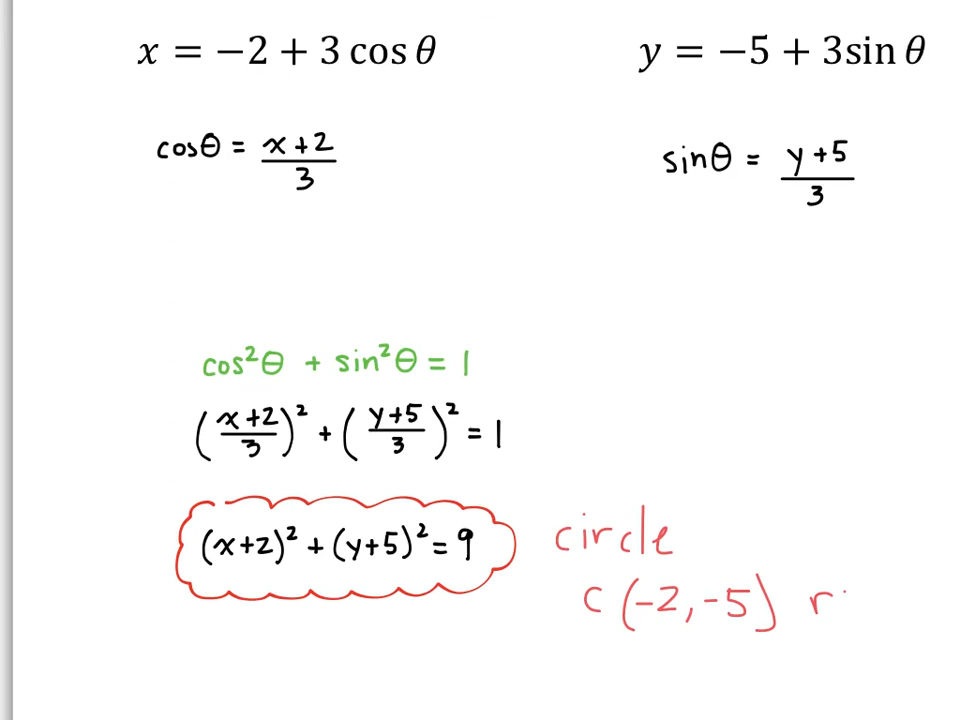 x = −2 + 3 cos θ
y = −5 + 3sin θ
cosθ = x+2/3
sinθ = y+5/3
cos²θ + sin²θ = 1
(x+2/3)² + (y+5/3)² = 1
(x+2)² + (y+5)² = 9
circle
C (-2,-5) r